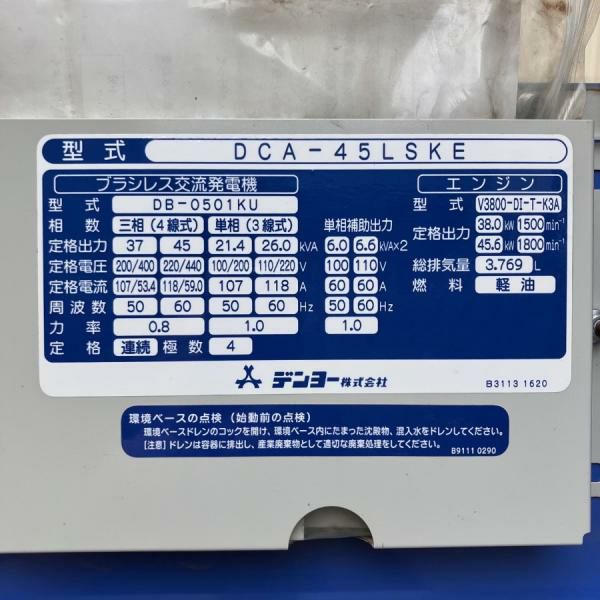 型式 DCA-45LSKE
ブラシレス交流発電機 エンジン
型式 DB-0501KU 型式 V3800-DI-T-K3A
相数 三相(4線式) 単相(3線式) 単相補助出力 定格出力 38.0 kW 1500 min⁻¹
定格出力 37 45 21.4 26.0 kVA 6.0 6.6 kVA×2 45.6 kW 1800 min⁻¹
定格電圧 200/400 220/440 100/200 110/220 V 100 110 V 総排気量 3.769 L
定格電流 107/53.4 118/59.0 107 118 A 60 60 A 燃料 軽油
周波数 50 60 50 60 Hz 50 60 Hz
力率 0.8 1.0 1.0
定格 連続 極数 4
デンヨー株式会社 B3113 1620
環境ベースの点検(始動前の点検)
環境ベースドレンのコックを開け、環境ベース内にたまった沈殿物、混入水をドレンしてください。
[注意]ドレンは容器に排出し、産業廃棄物として適切な廃棄処理をしてください。
B9111 0290